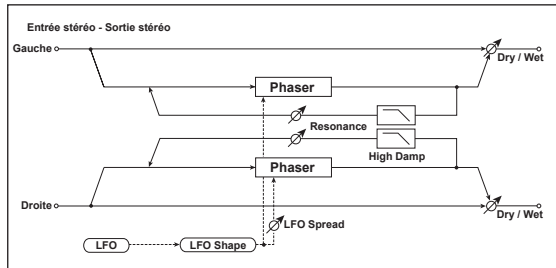 Entrée stéréo - Sortie stéréo
Gauche
Dry / Wet
Phaser
Resonance
High Damp
Phaser
LFO Spread
Droite
Dry / Wet
LFO
LFO Shape